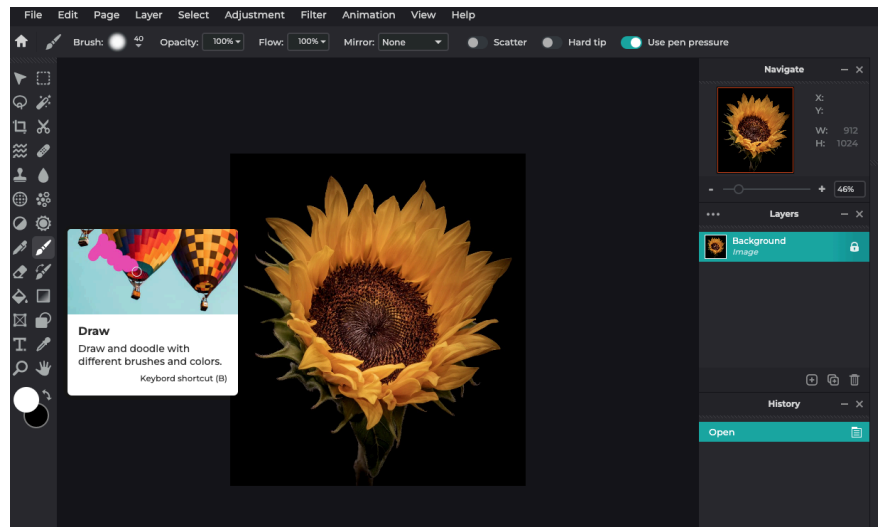 File Edit Page Layer Select Adjustment Filter Animation View Help
Brush: 40 Opacity: 100% Flow: 100% Mirror: None Scatter Hard tip Use pen pressure
Navigate
X:
Y:
W: 912
H: 1024
- + 46%
Layers
Background
Image
Draw
Draw and doodle with
different brushes and colors.
Keybord shortcut (B)
History
Open